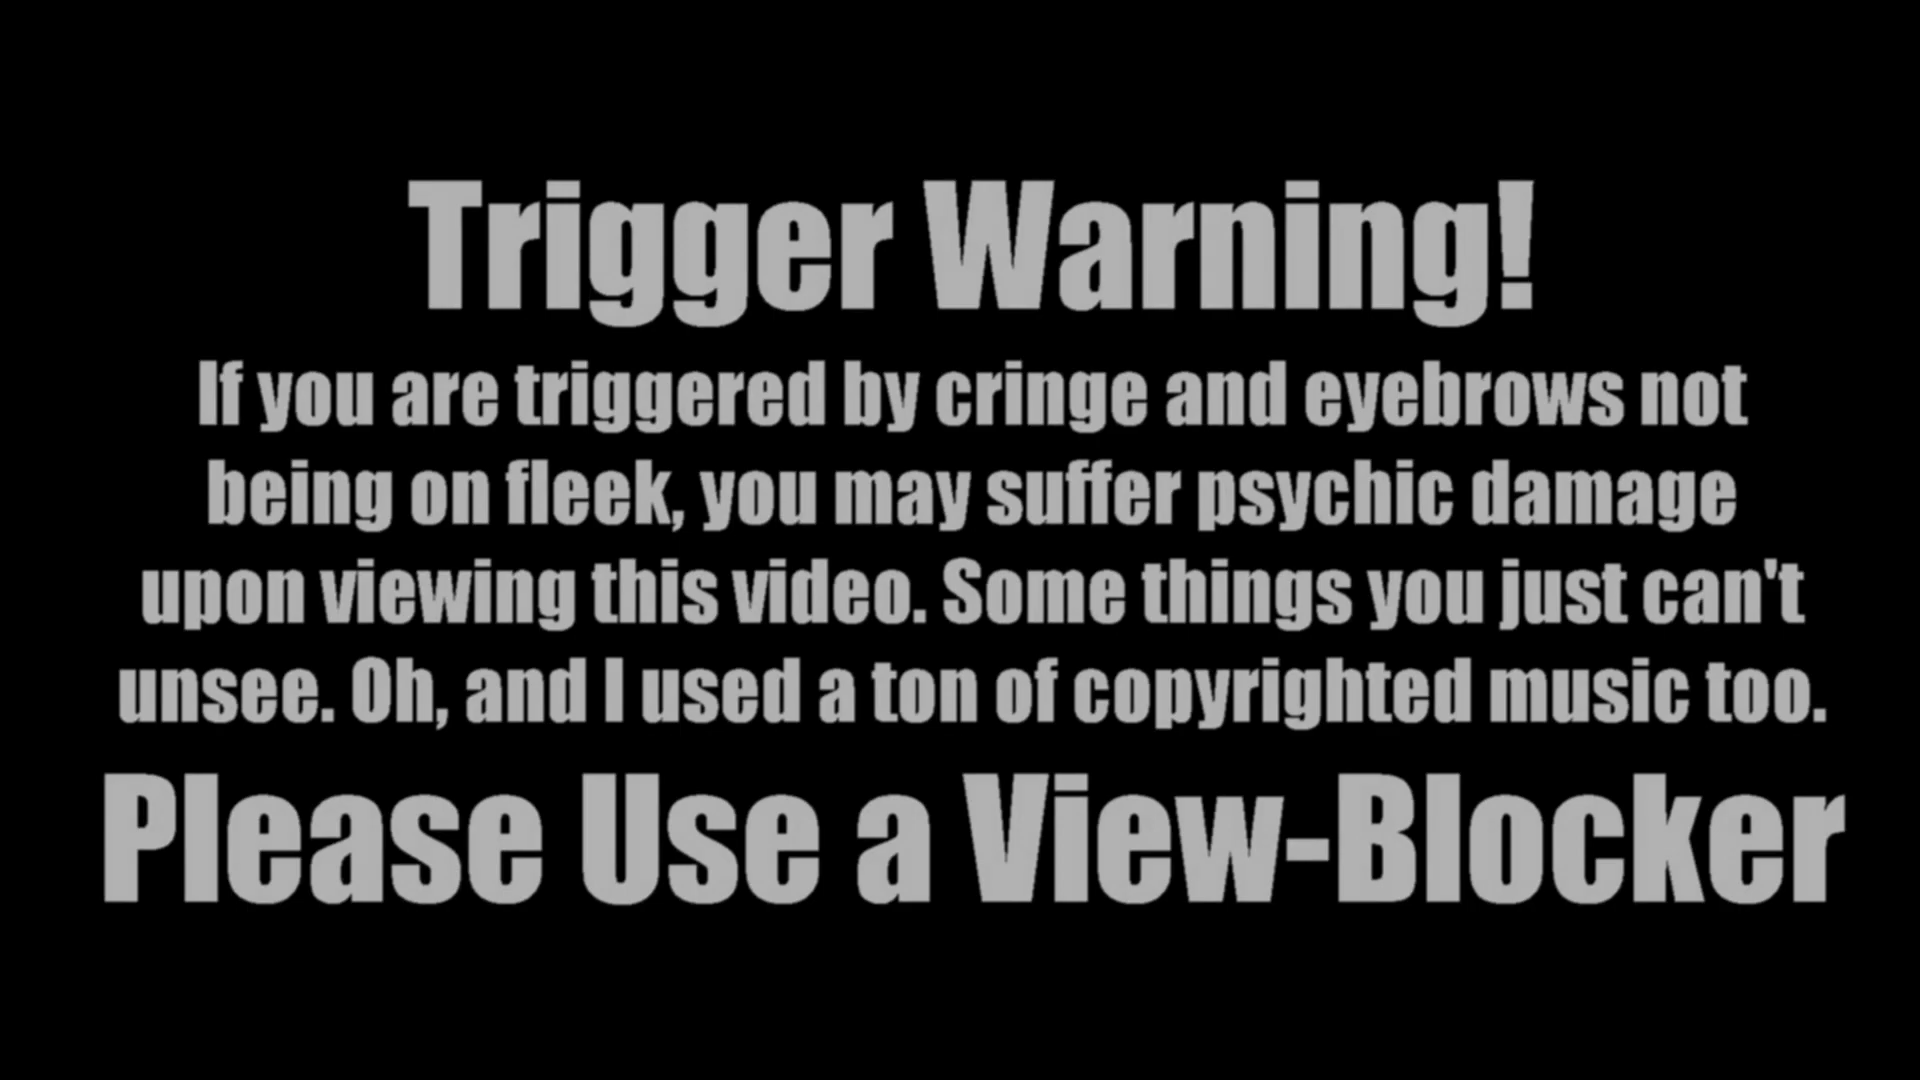 Trigger Warning!
If you are triggered by cringe and eyebrows not
being on fleek, you may suffer psychic damage
upon viewing this video. Some things you just can't
unsee. Oh, and I used a ton of copyrighted music too.
Please Use a View-Blocker